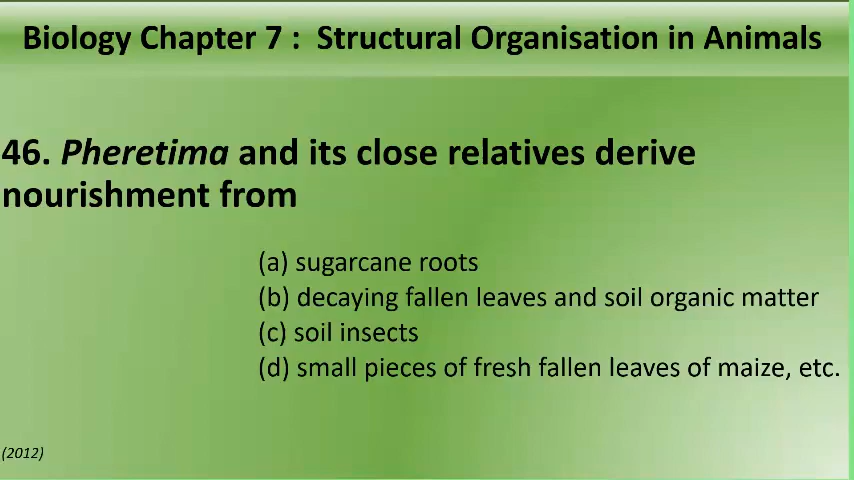 Biology Chapter 7 :  Structural Organisation in Animals
46. Pheretima and its close relatives derive
nourishment from
(a) sugarcane roots
(b) decaying fallen leaves and soil organic matter
(c) soil insects
(d) small pieces of fresh fallen leaves of maize, etc.
(2012)